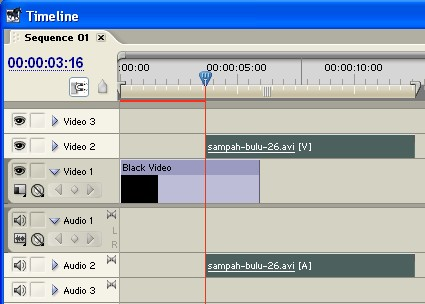 Timeline
Sequence 01
00:00:03:16
:00:00 00:00:05:00 00:00:10:00
Video 3
Video 2 sampah-bulu-26.avi [V]
Video 1 Black Video
Audio 1 L
R
Audio 2 sampah-bulu-26.avi [A]
Audio 3